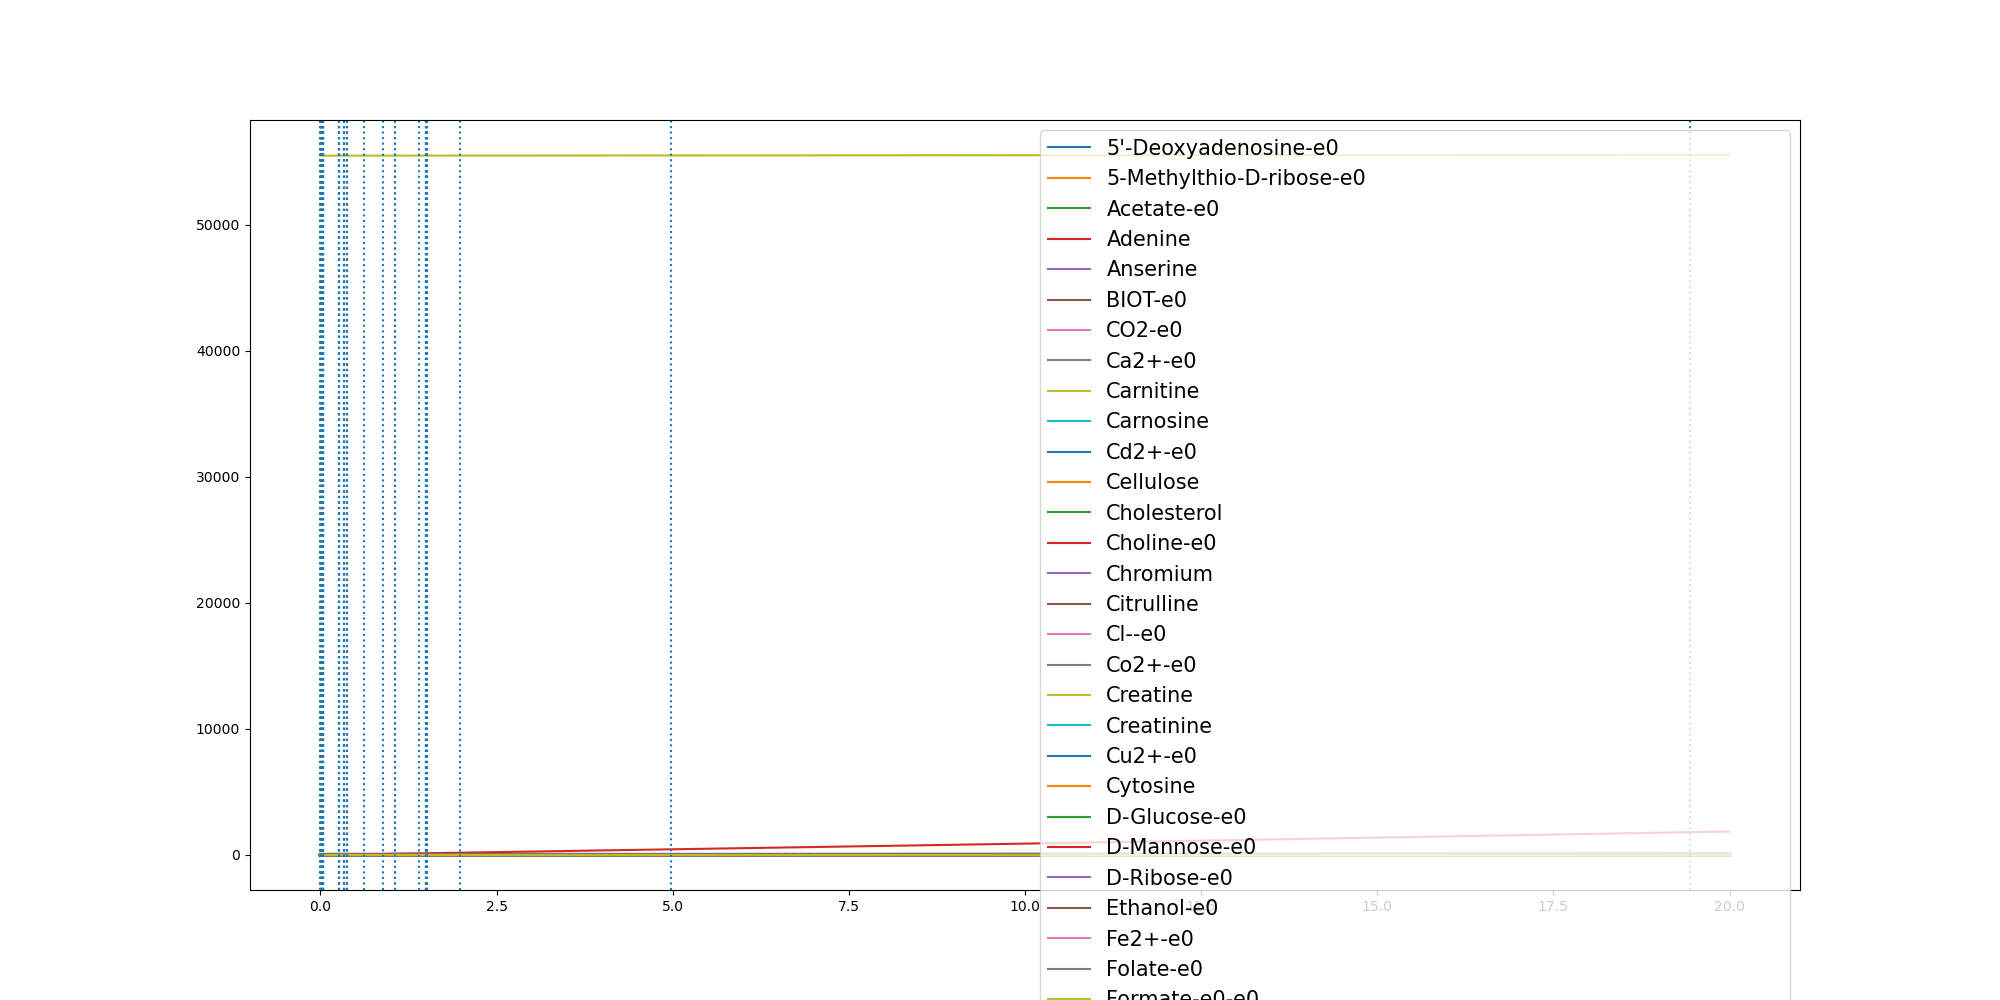 50000
40000
30000
20000
10000
0
0.0
2.5
5.0
7.5
10.0
15.0
17.5
20.0
5'-Deoxyadenosine-e0
5-Methylthio-D-ribose-e0
Acetate-e0
Adenine
Anserine
BIOT-e0
CO2-e0
Ca2+-e0
Carnitine
Carnosine
Cd2+-e0
Cellulose
Cholesterol
Choline-e0
Chromium
Citrulline
Cl--e0
Co2+-e0
Creatine
Creatinine
Cu2+-e0
Cytosine
D-Glucose-e0
D-Mannose-e0
D-Ribose-e0
Ethanol-e0
Fe2+-e0
Folate-e0
Formate-e0-e0